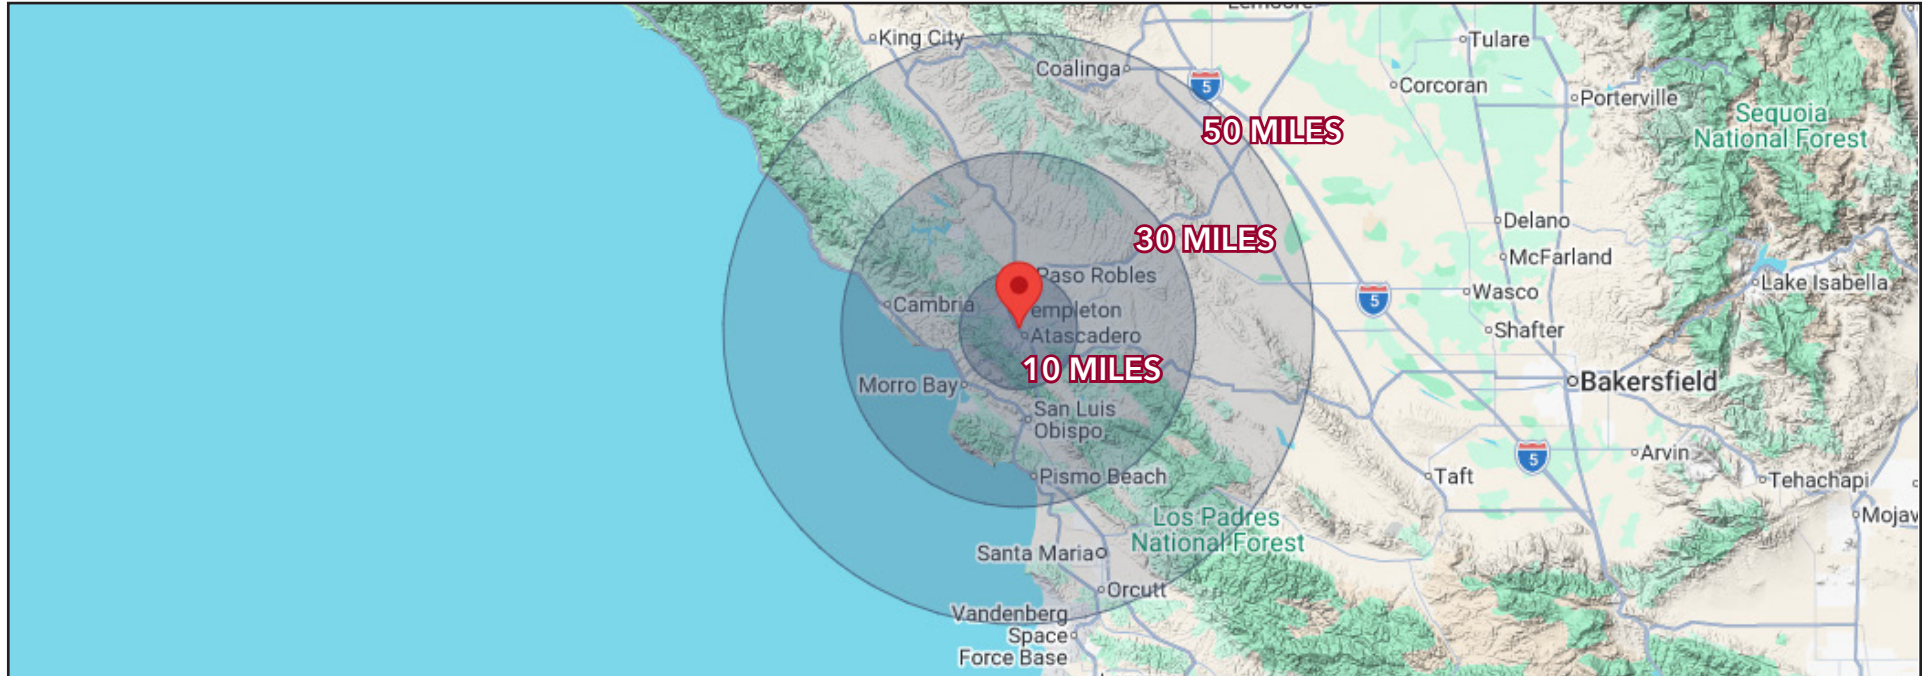 Lemoore
King City
Tulare
Coalinga
5
Corcoran
Porterville
Sequoia
National Forest
50 MILES
Delano
30 MILES
McFarland
Paso Robles
Lake Isabella
Wasco
5
Cambria
empleton
Shafter
Atascadero
10 MILES
Morro Bay
Bakersfield
San Luis
Obispo
Arvin
5
Pismo Beach
Taft
Tehachapi
Los Padres
National Forest
Mojav
Santa Maria
Orcutt
Vandenberg
Space
Force Base